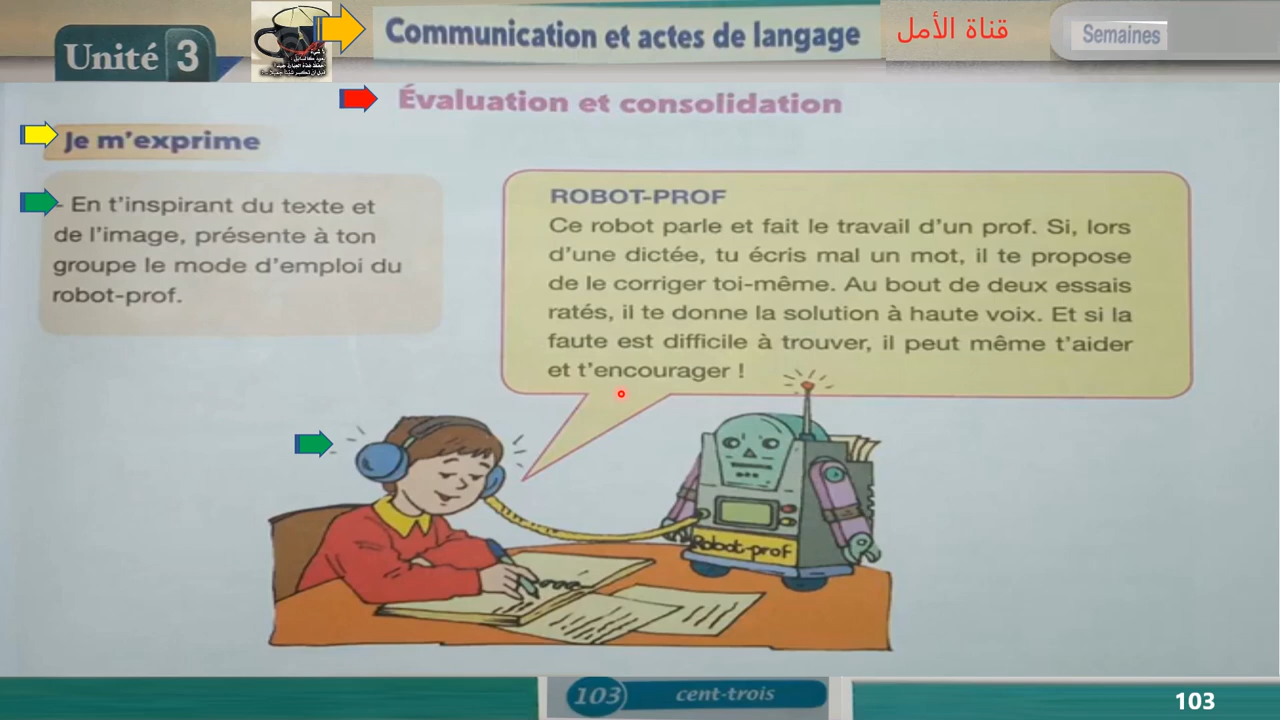 Unité 3
Communication et actes de langage
قناة الأمل
Semaines
Évaluation et consolidation
Je m'exprime
- En t'inspirant du texte et
de l'image, présente à ton
groupe le mode d'emploi du
robot-prof.
ROBOT-PROF
Ce robot parle et fait le travail d'un prof. Si, lors
d'une dictée, tu écris mal un mot, il te propose
de le corriger toi-même. Au bout de deux essais
ratés, il te donne la solution à haute voix. Et si la
faute est difficile à trouver, il peut même t'aider
et t'encourager !
Robot-prof
103 cent-trois
103